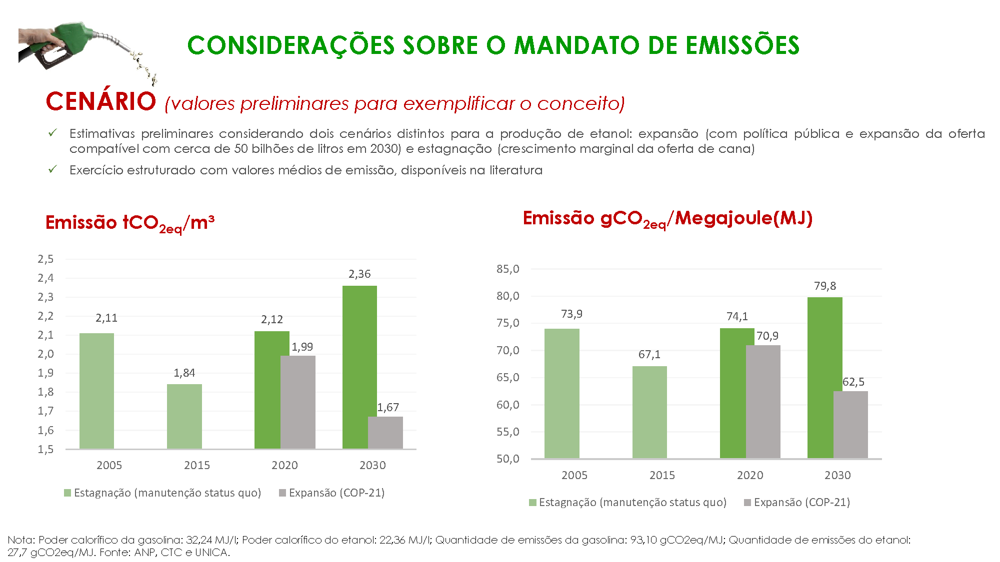 CONSIDERAÇÕES SOBRE O MANDATO DE EMISSÕES
CENÁRIO (valores preliminares para exemplificar o conceito)
✓ Estimativas preliminares considerando dois cenários distintos para a produção de etanol: expansão (com política pública e expansão da oferta
compatível com cerca de 50 bilhões de litros em 2030) e estagnação (crescimento marginal da oferta de cana)
✓ Exercício estruturado com valores médios de emissão, disponíveis na literatura
Emissão tCO2eq/m³
2,5
2,4
2,3
2,2
2,1
2,0
1,9
1,8
1,7
1,6
1,5
2,11
1,84
2,12
1,99
2,36
1,67
2005 2015 2020 2030
Estagnação (manutenção status quo) Expansão (COP-21)
Emissão gCO2eq/Megajoule(MJ)
85,0
80,0
75,0
70,0
65,0
60,0
55,0
50,0
73,9
67,1
74,1
70,9
79,8
62,5
2005 2015 2020 2030
Estagnação (manutenção status quo) Expansão (COP-21)
Nota: Poder calorífico da gasolina: 32,24 MJ/l; Poder calorífico do etanol: 22,36 MJ/l; Quantidade de emissões da gasolina: 93,10 gCO2eq/MJ; Quantidade de emissões do etanol:
27,7 gCO2eq/MJ. Fonte: ANP, CTC e UNICA.